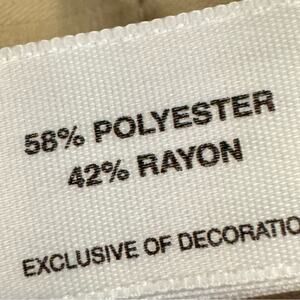 58% POLYESTER
42% RAYON
EXCLUSIVE OF DECORATIO